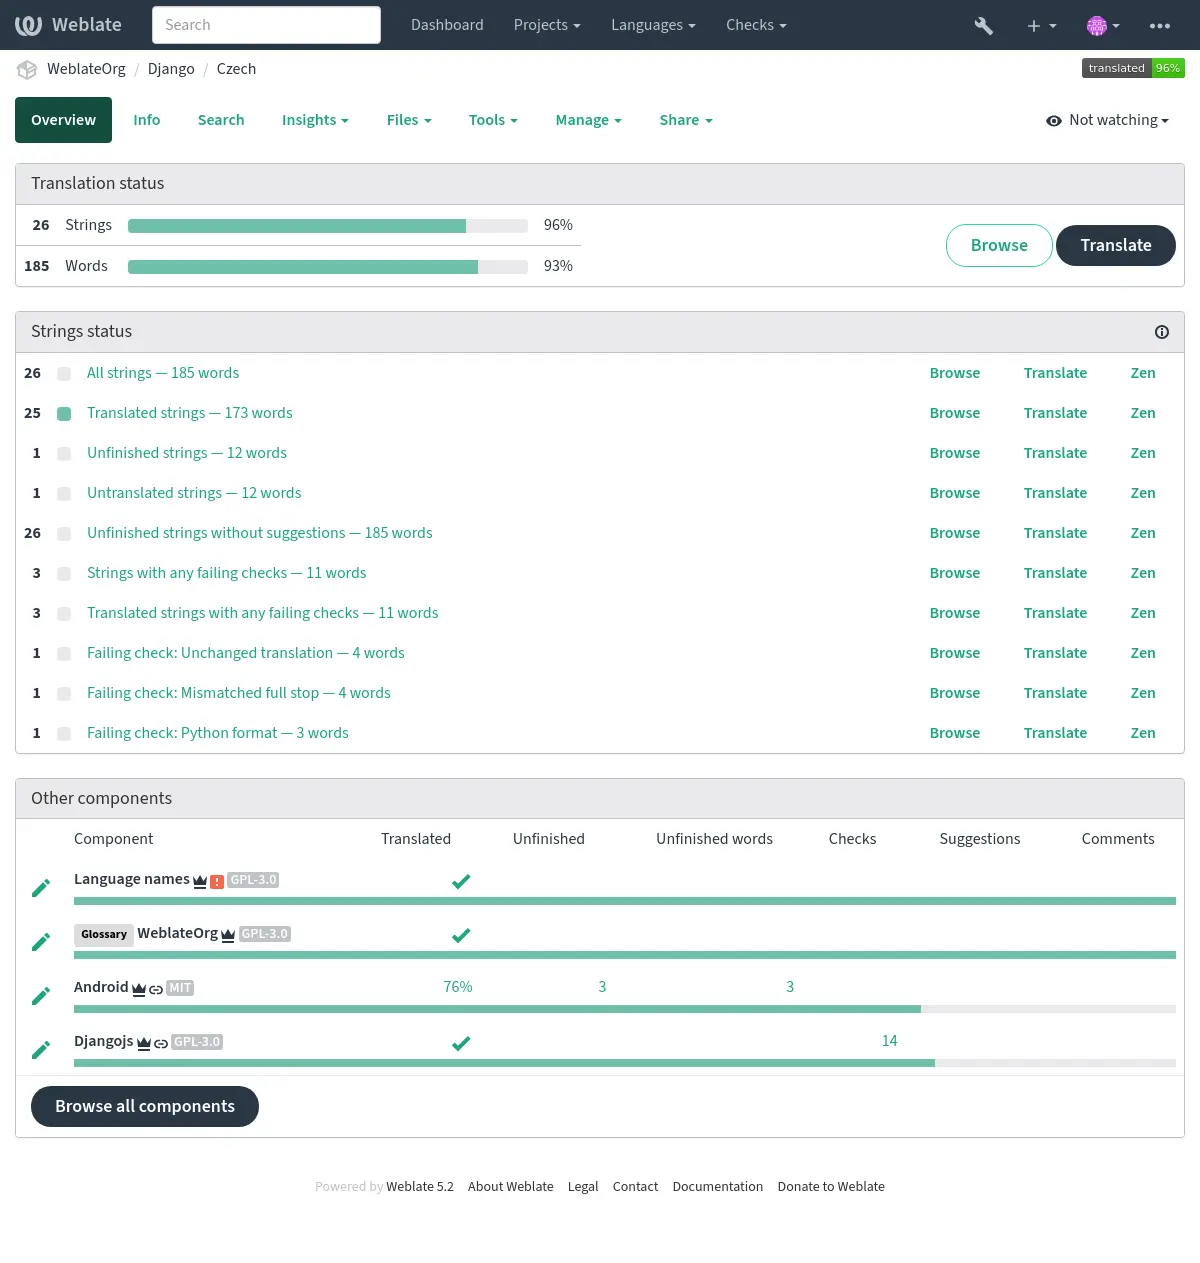 Weblate Search Dashboard Projects Languages Checks
WeblateOrg / Django / Czech translated 96%
Overview Info Search Insights Files Tools Manage Share Not watching
Translation status
26 Strings 96%
Browse Translate
185 Words 93%
Strings status
26 All strings — 185 words Browse Translate Zen
25 Translated strings — 173 words Browse Translate Zen
1 Unfinished strings — 12 words Browse Translate Zen
1 Untranslated strings — 12 words Browse Translate Zen
26 Unfinished strings without suggestions — 185 words Browse Translate Zen
3 Strings with any failing checks — 11 words Browse Translate Zen
3 Translated strings with any failing checks — 11 words Browse Translate Zen
1 Failing check: Unchanged translation — 4 words Browse Translate Zen
1 Failing check: Mismatched full stop — 4 words Browse Translate Zen
1 Failing check: Python format — 3 words Browse Translate Zen
Other components
Component Translated Unfinished Unfinished words Checks Suggestions Comments
Language names GPL-3.0
Glossary WeblateOrg GPL-3.0
Android MIT 76% 3 3
Djangojs GPL-3.0 14
Browse all components
Powered by Weblate 5.2 About Weblate Legal Contact Documentation Donate to Weblate